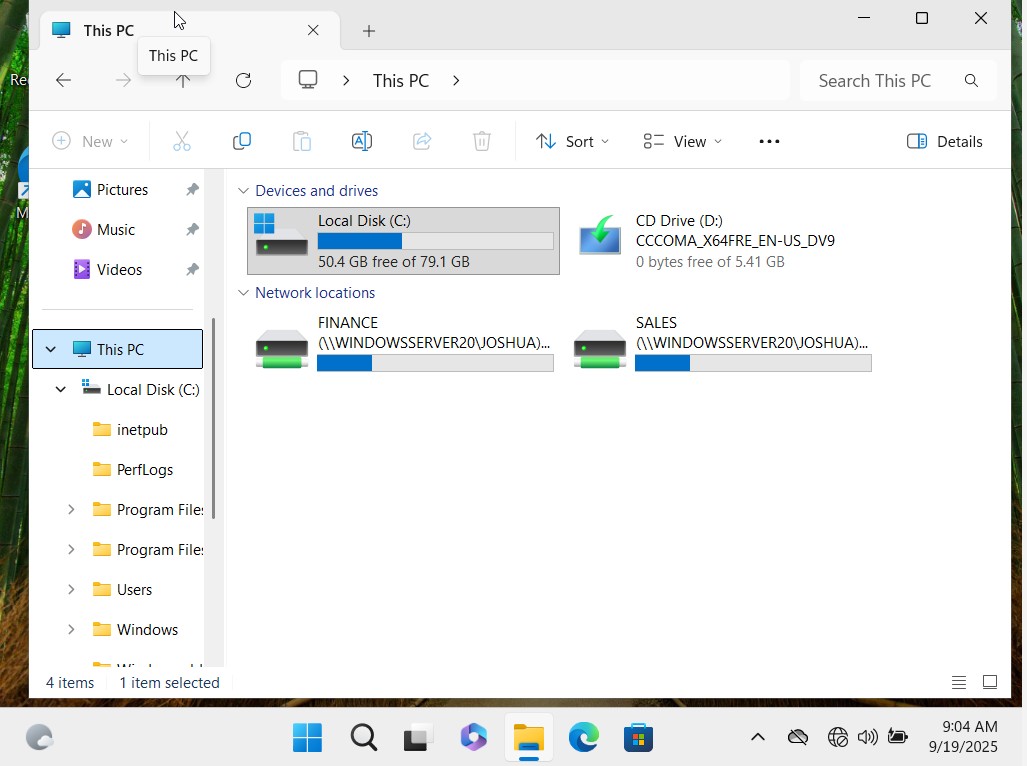 This PC
This PC
Re
This PC
Search This PC
New
Sort
View
Details
Pictures
Music
Videos
This PC
Local Disk (C:)
inetpub
PerfLogs
Program Files
Program Files
Users
Windows
Devices and drives
Local Disk (C:)
50.4 GB free of 79.1 GB
CD Drive (D:)
CCCOMA_X64FRE_EN-US_DV9
0 bytes free of 5.41 GB
Network locations
FINANCE
(\\WINDOWSSERVER20\JOSHUA)...
SALES
(\\WINDOWSSERVER20\JOSHUA)...
M
4 items
1 item selected
9:04 AM
9/19/2025